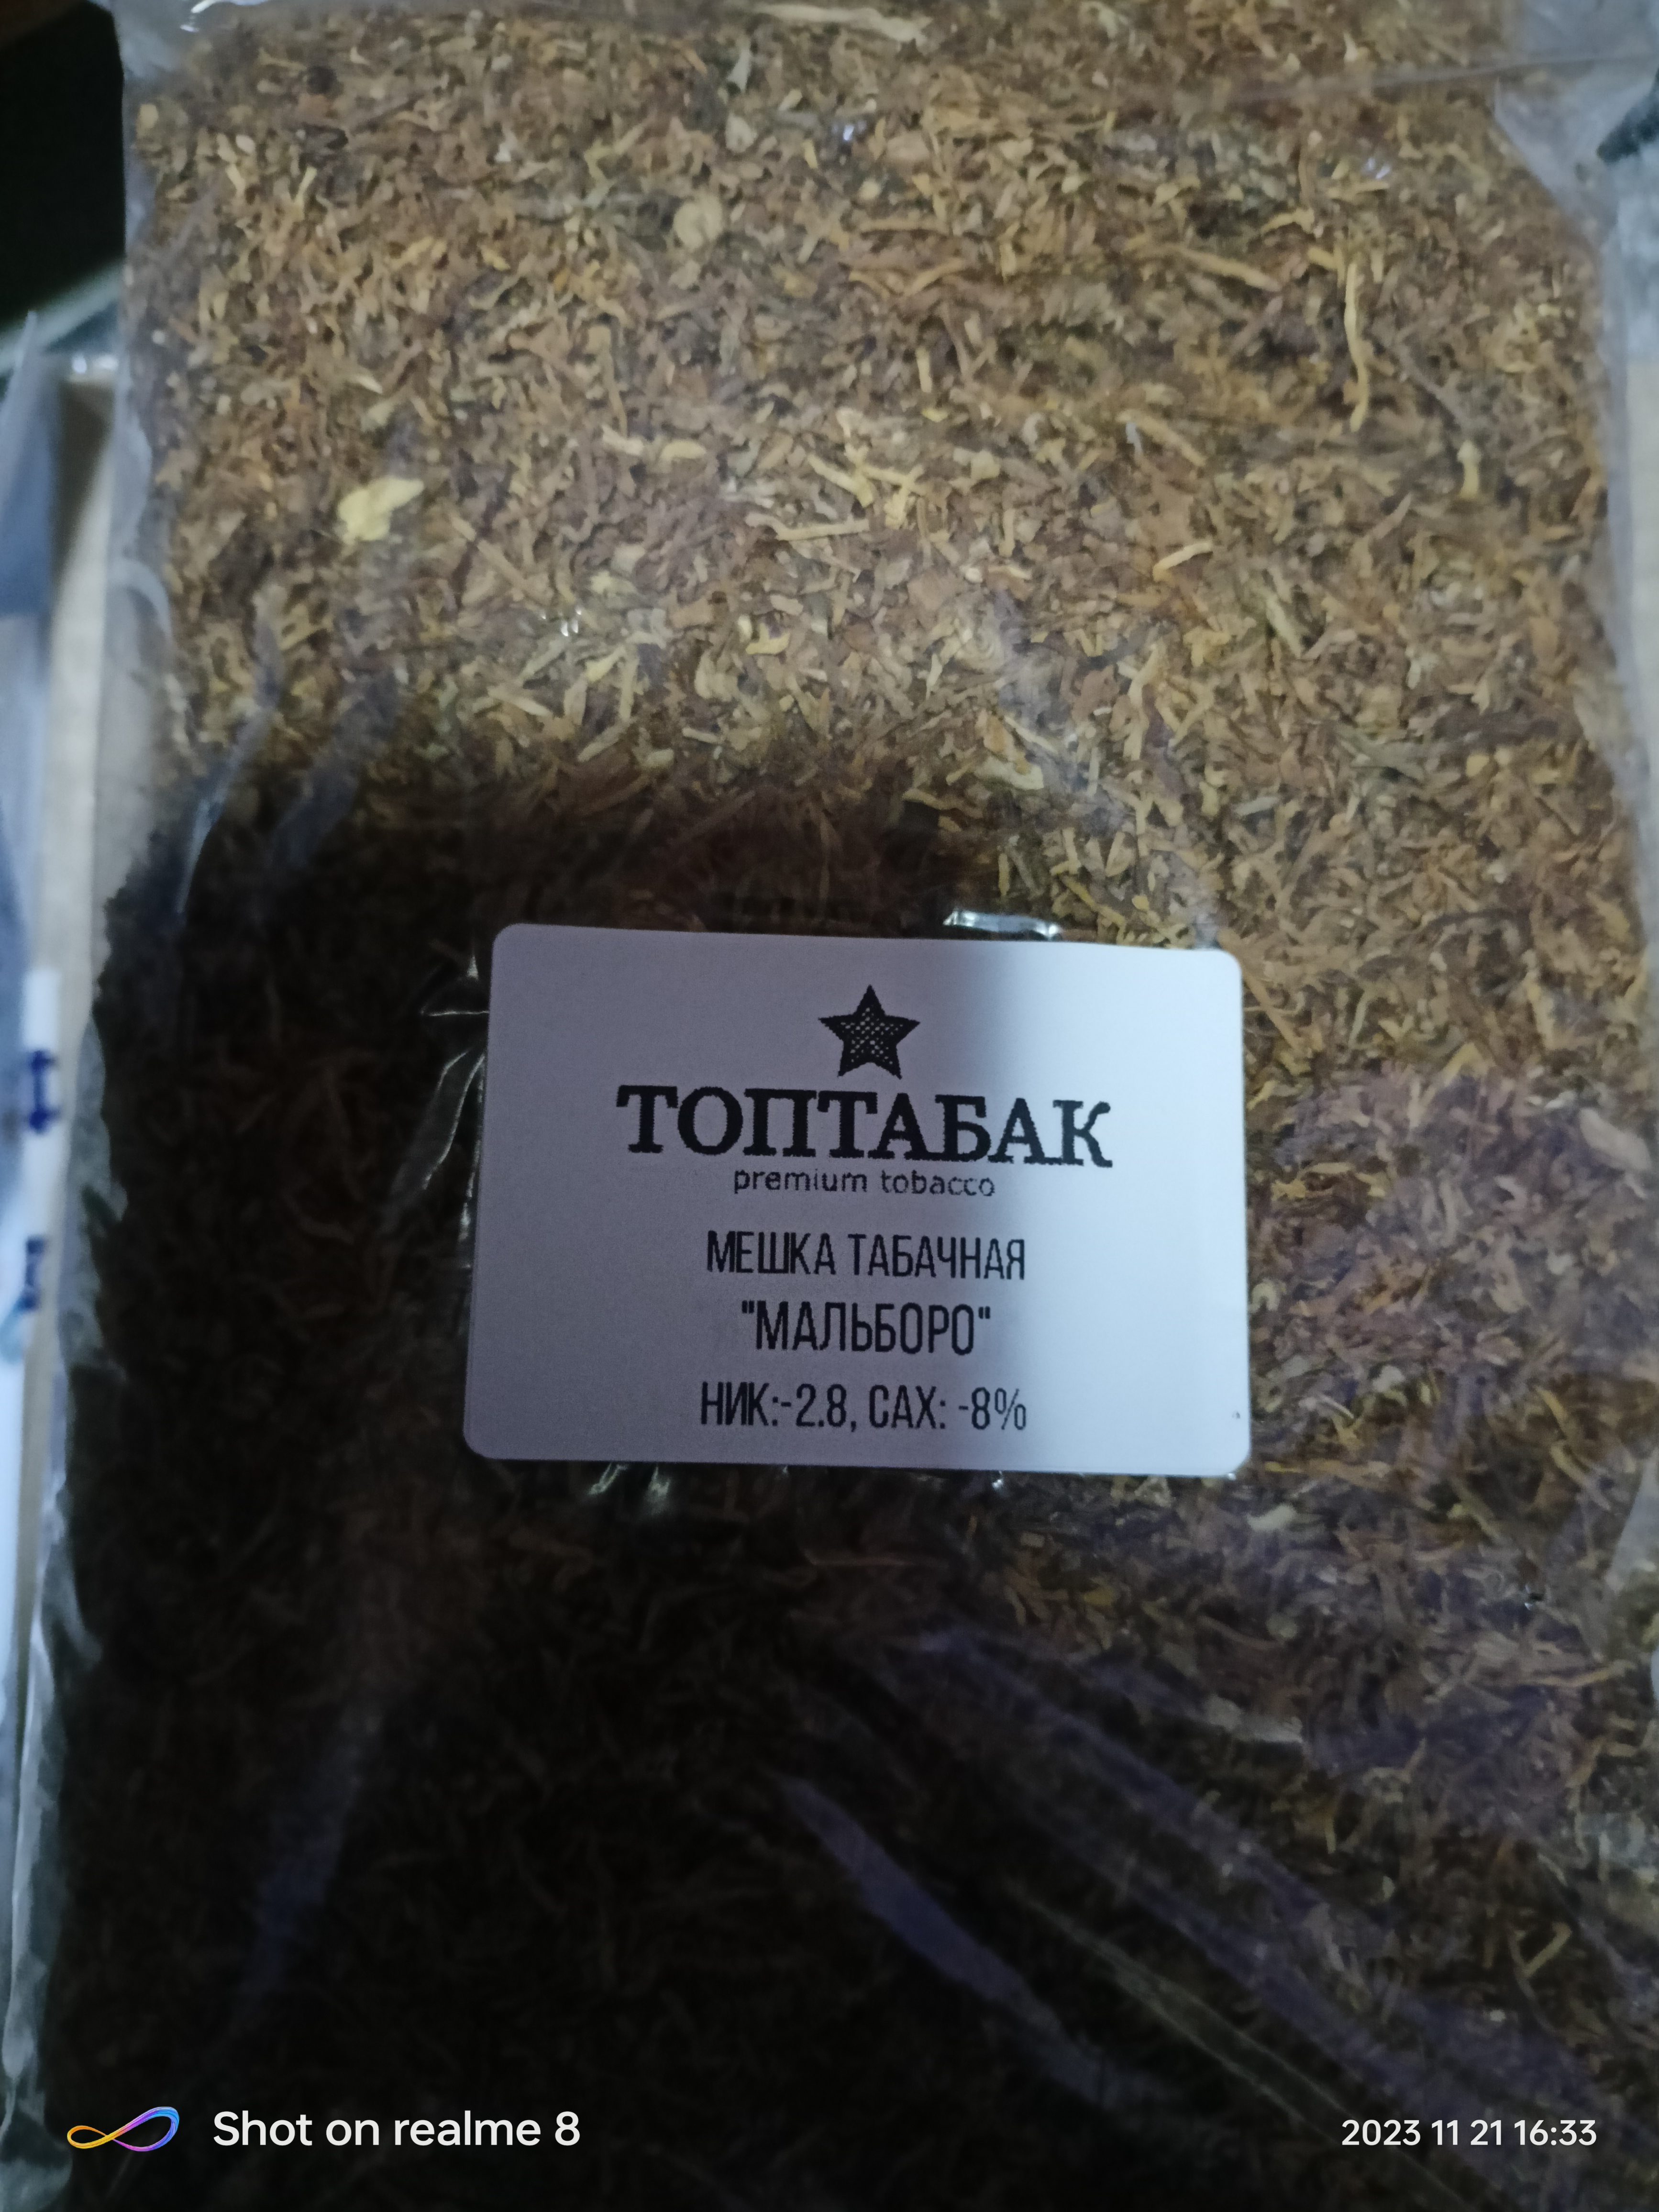 ТОПТАБАК
premium tobacco
МЕШКА ТАБАЧНАЯ
"МАЛЬБОРО"
НИК:-2.8, САХ: -8%
Shot on realme 8
2023 11 21 16:33